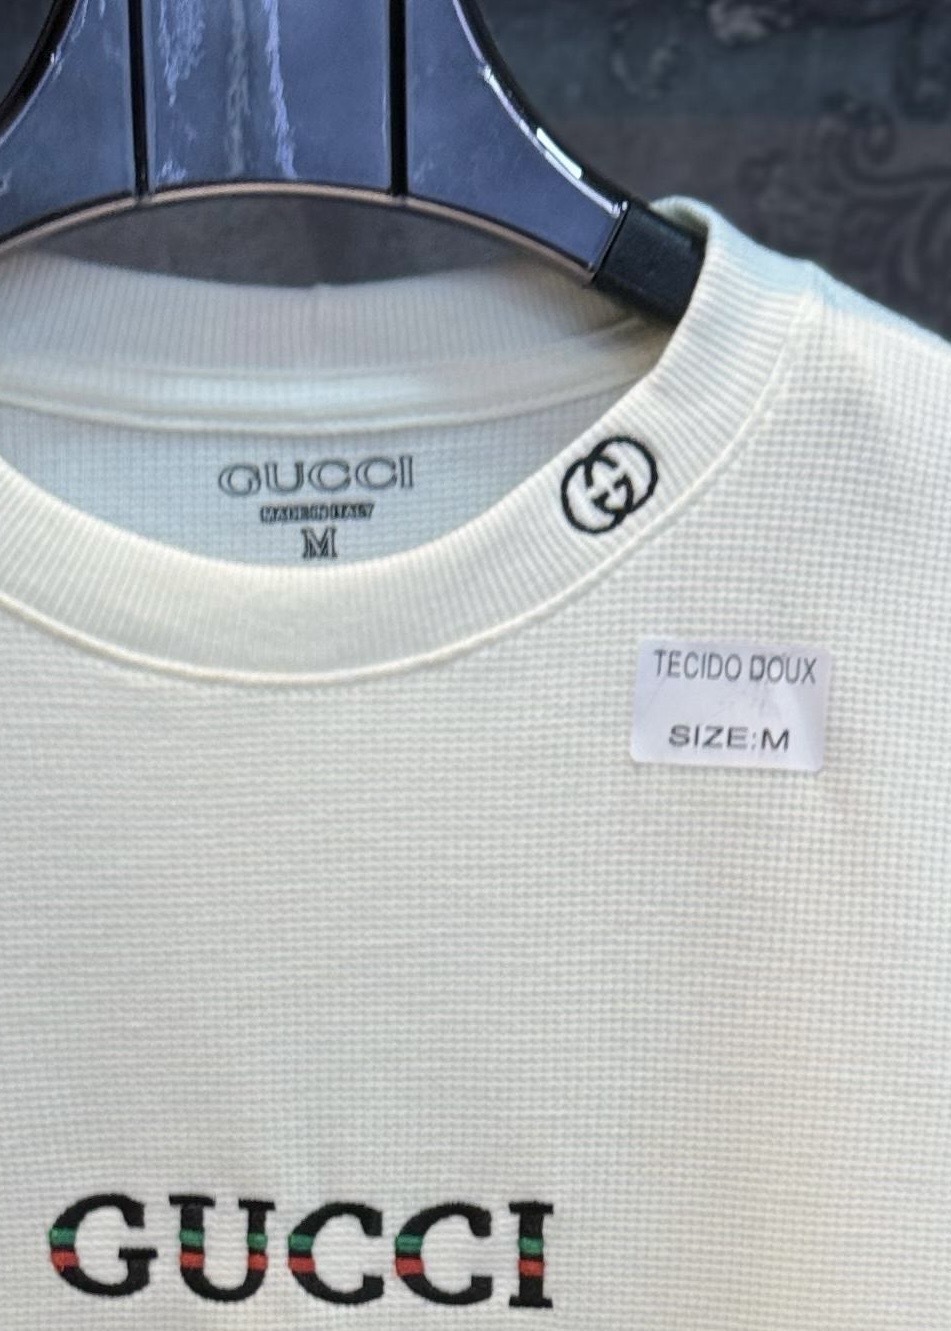 GUCCI
MADE IN ITALY
M
TECIDO DOUX
SIZE:M
GUCCI